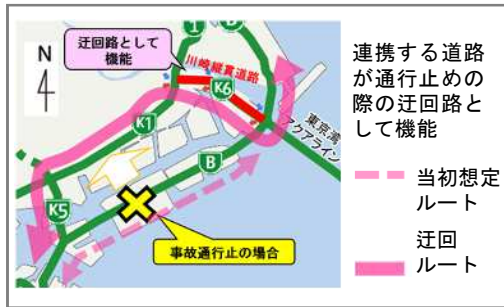 迂回路として
機能
N
1
川崎縦貫道路
K6
K1
東京湾
アクアライン
B
K5
事故通行止の場合
連携する道路
が通行止めの
際の迂回路と
して機能
当初想定
ルート
迂回
ルート